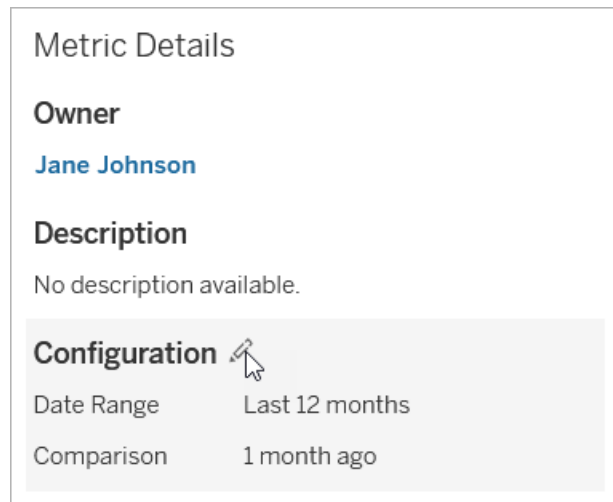 Metric Details
Owner
Jane Johnson
Description
No description available.
Configuration
Date Range Last 12 months
Comparison 1 month ago